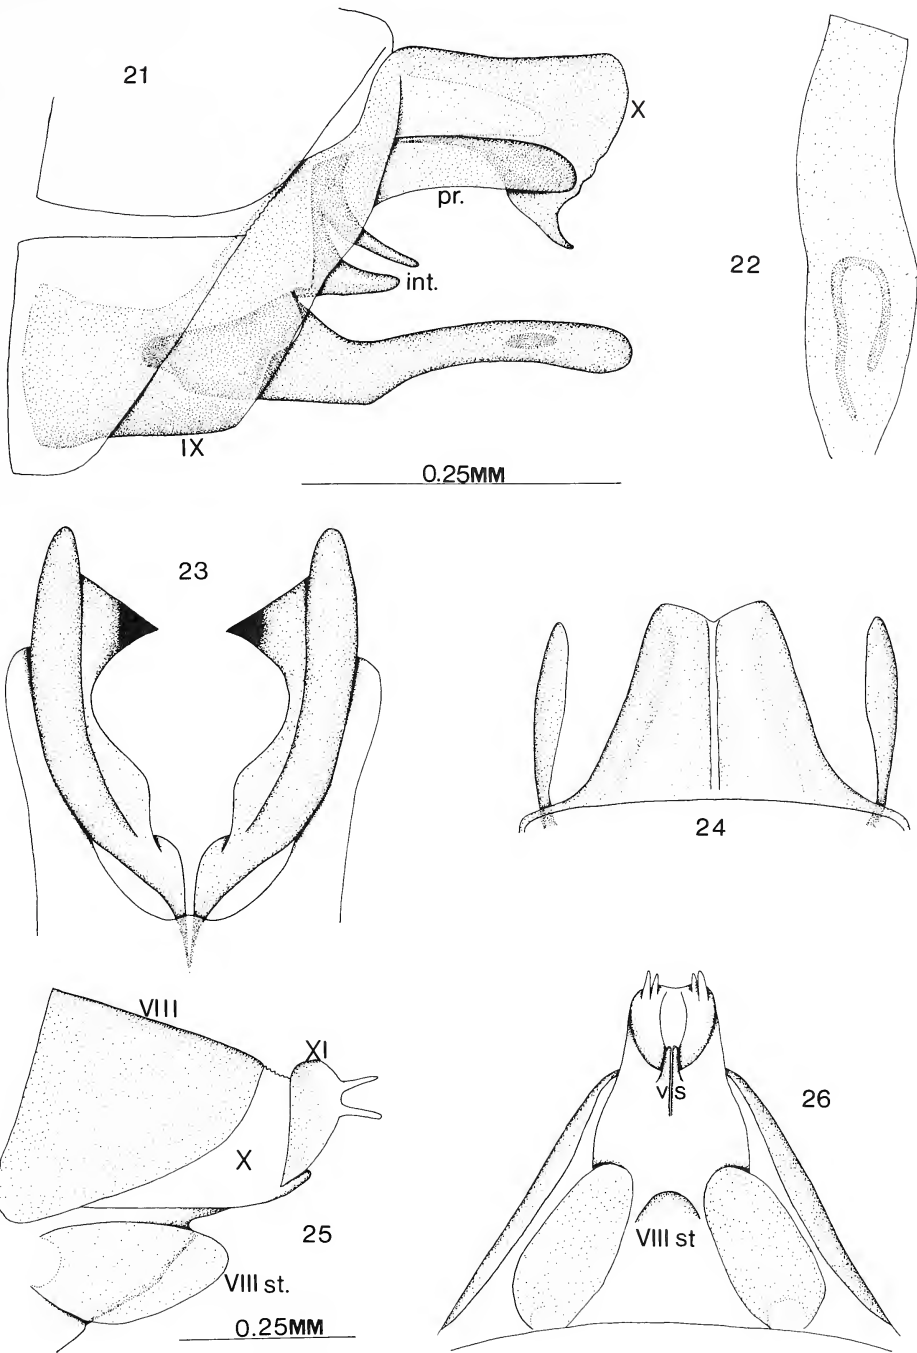 21
X
pr.
22
int.
IX
0.25MM
23
24
VIII
XI
v s
26
X
25
VIII st
VIII st.
0.25MM